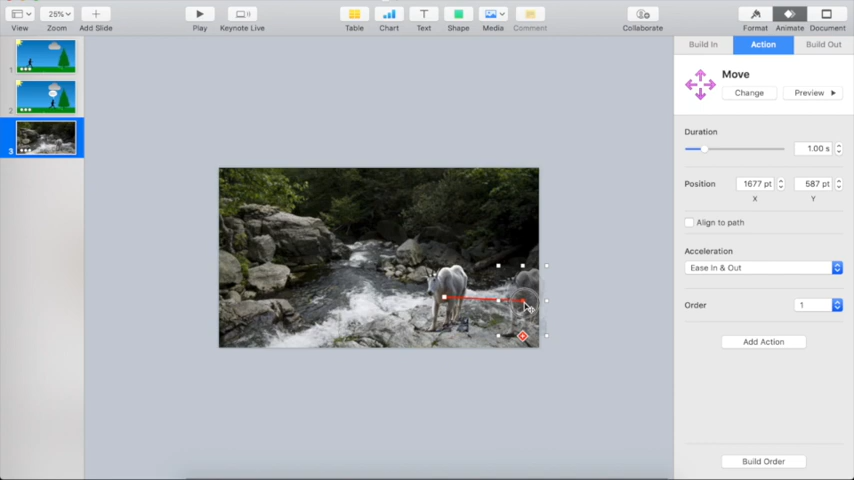 25%
View
Zoom
Add Slide
Play
Keynote Live
Table
Chart
Text
Shape
Media
Comment
Collaborate
Format
Animate
Document
T
Build In
Action
Build Out
Move
Change
Preview
Duration
1.00 s
Position
1677 pt
587 pt
X
Y
Align to path
Acceleration
Ease In & Out
Order
1
Add Action
Build Order
1
2
3